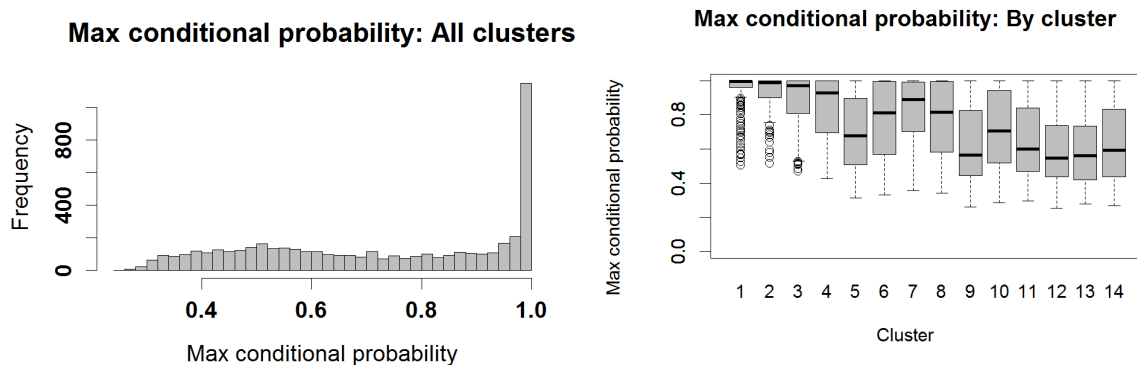 Max conditional probability: All clusters
Frequency
800
400
0
0.4 0.6 0.8 1.0
Max conditional probability
Max conditional probability: By cluster
Max conditional probability
0.8
0.4
0.0
1 2 3 4 5 6 7 8 9 10 11 12 13 14
Cluster